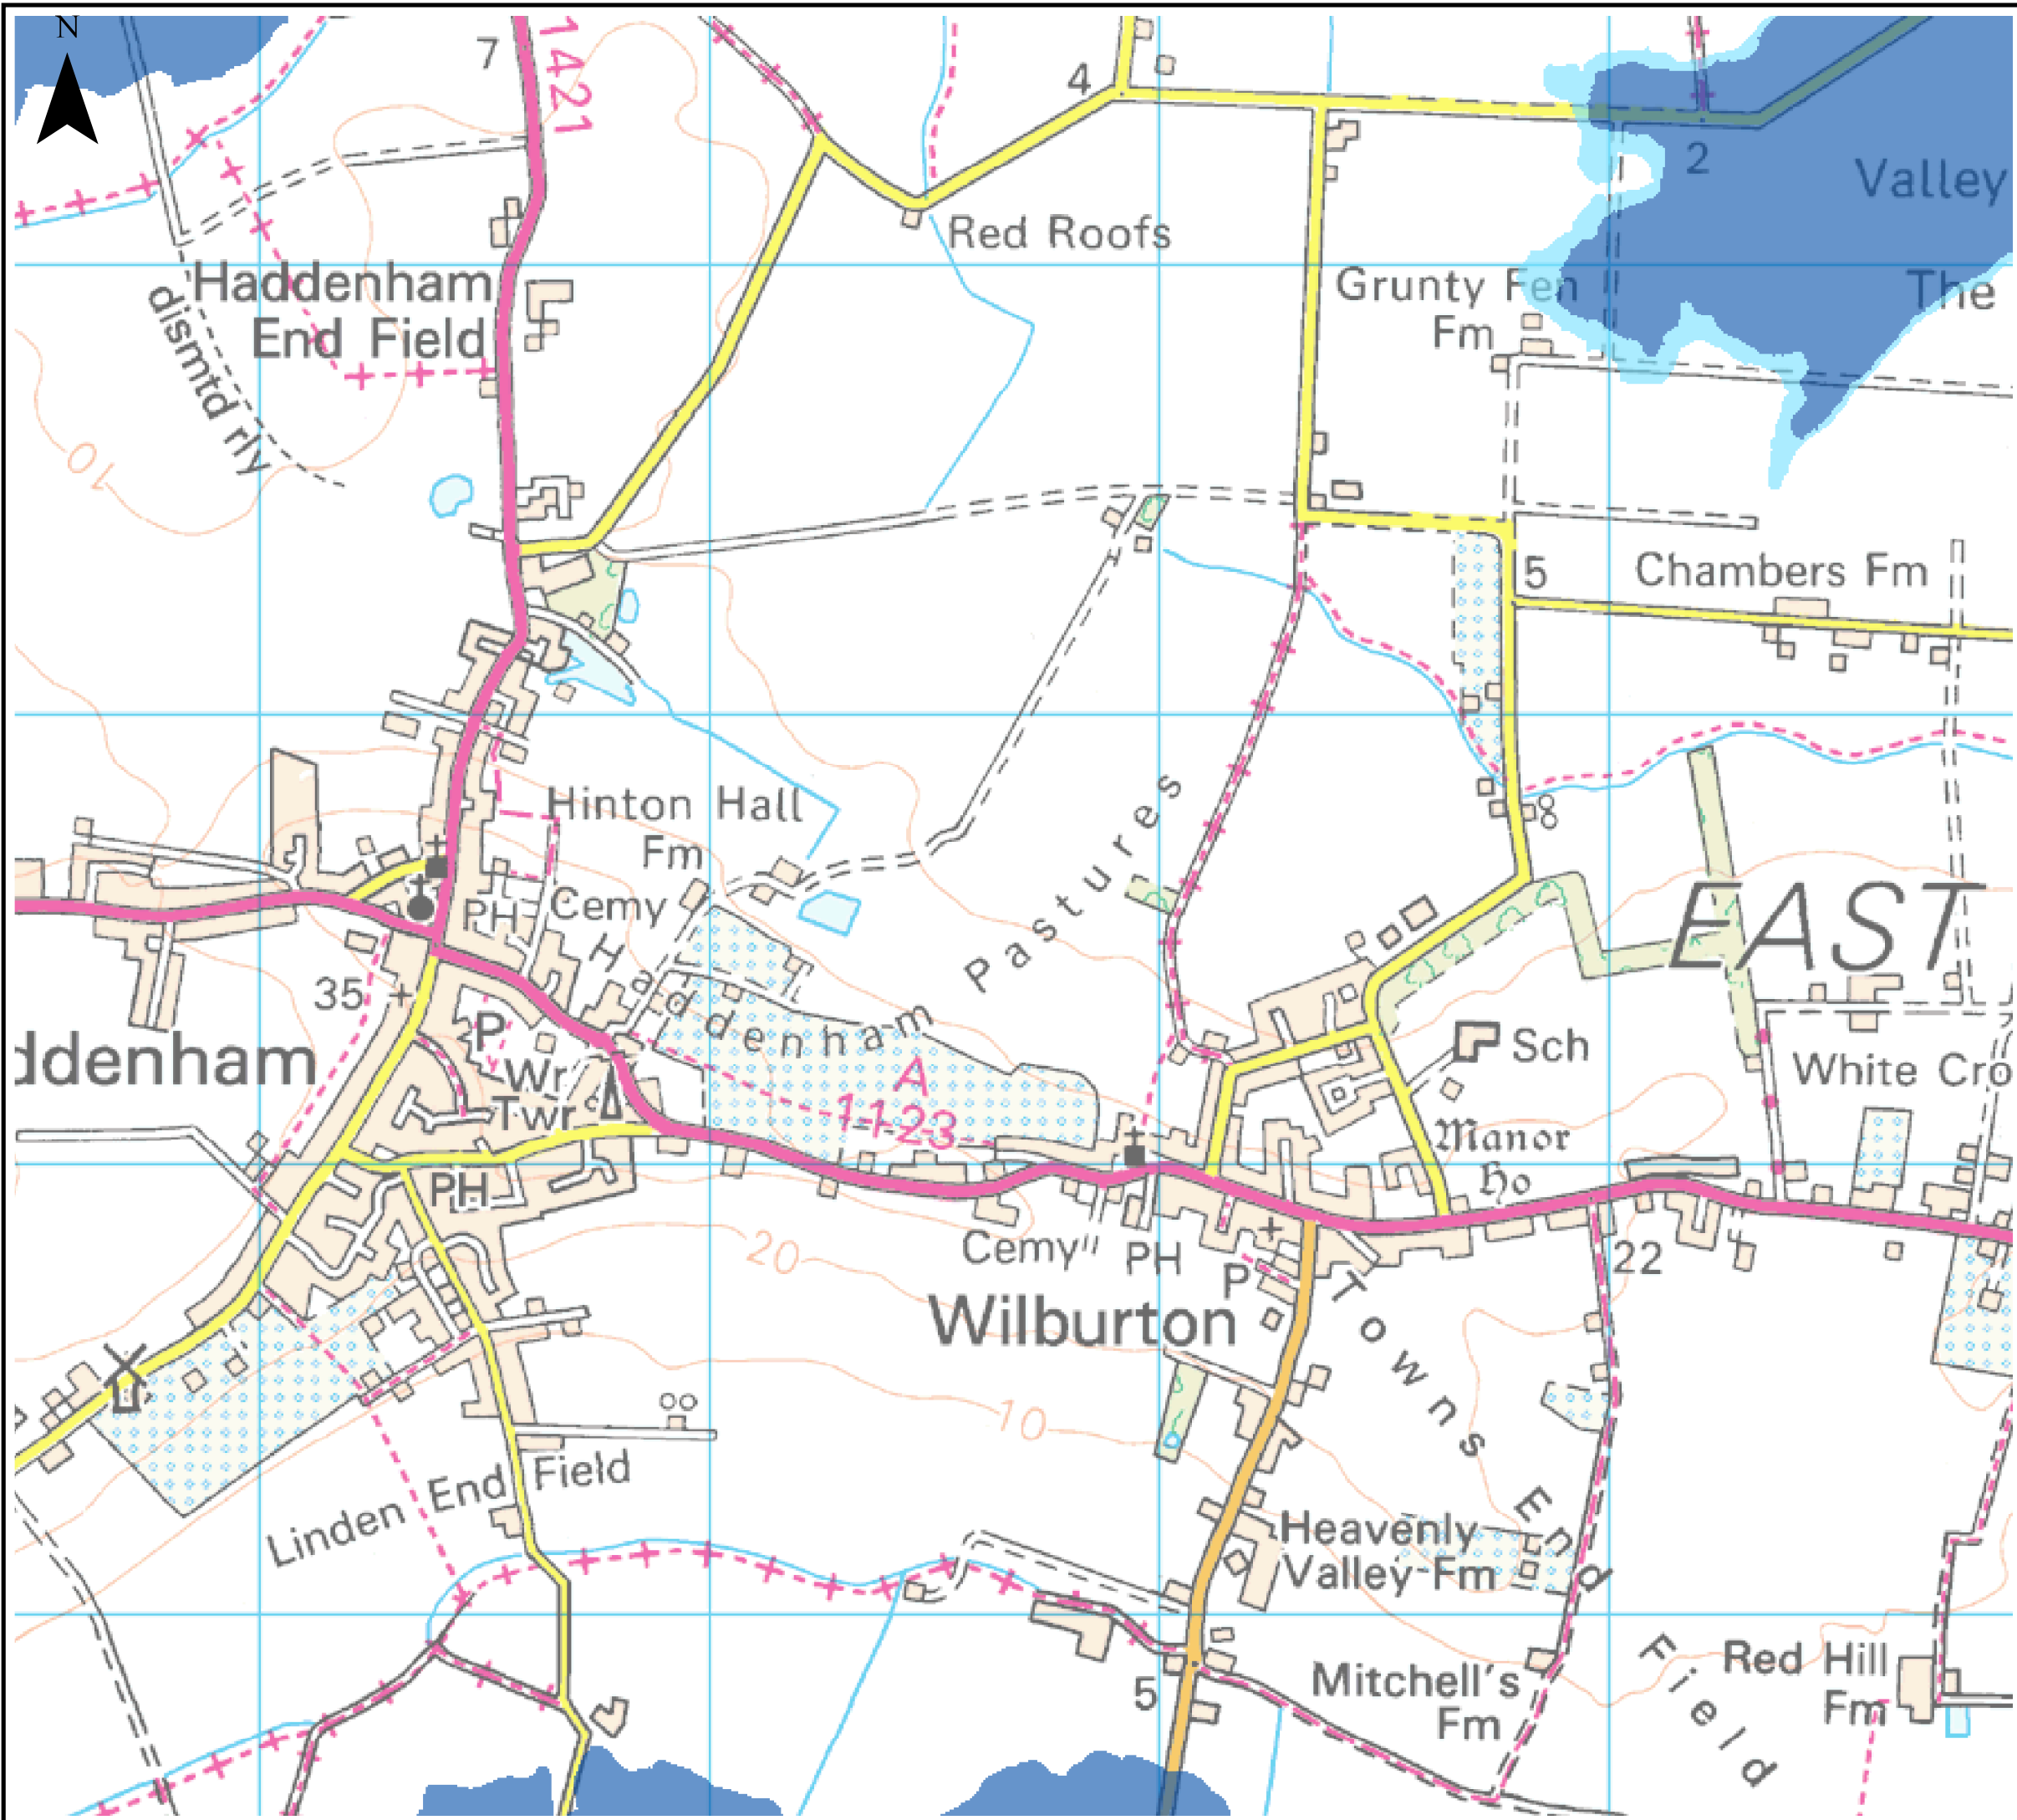 N
7
1421
4
2
Valley
Red Roofs
Haddenham
End Field
Grunty Fen
Fm
The
dismtd rly
10
5
Chambers Fm
Hinton Hall
Fm
8
PH
Cemy
Haddenham Pastures
EAST
35
ddenham
P
Wr
Twr
A
1123
Sch
White Cro
Manor
Ho
PH
20
Cemy
PH
P
22
Wilburton
Towns End Field
10
Linden End Field
Heavenly
Valley Fm
5
Mitchell's
Fm
Red Hill
Fm